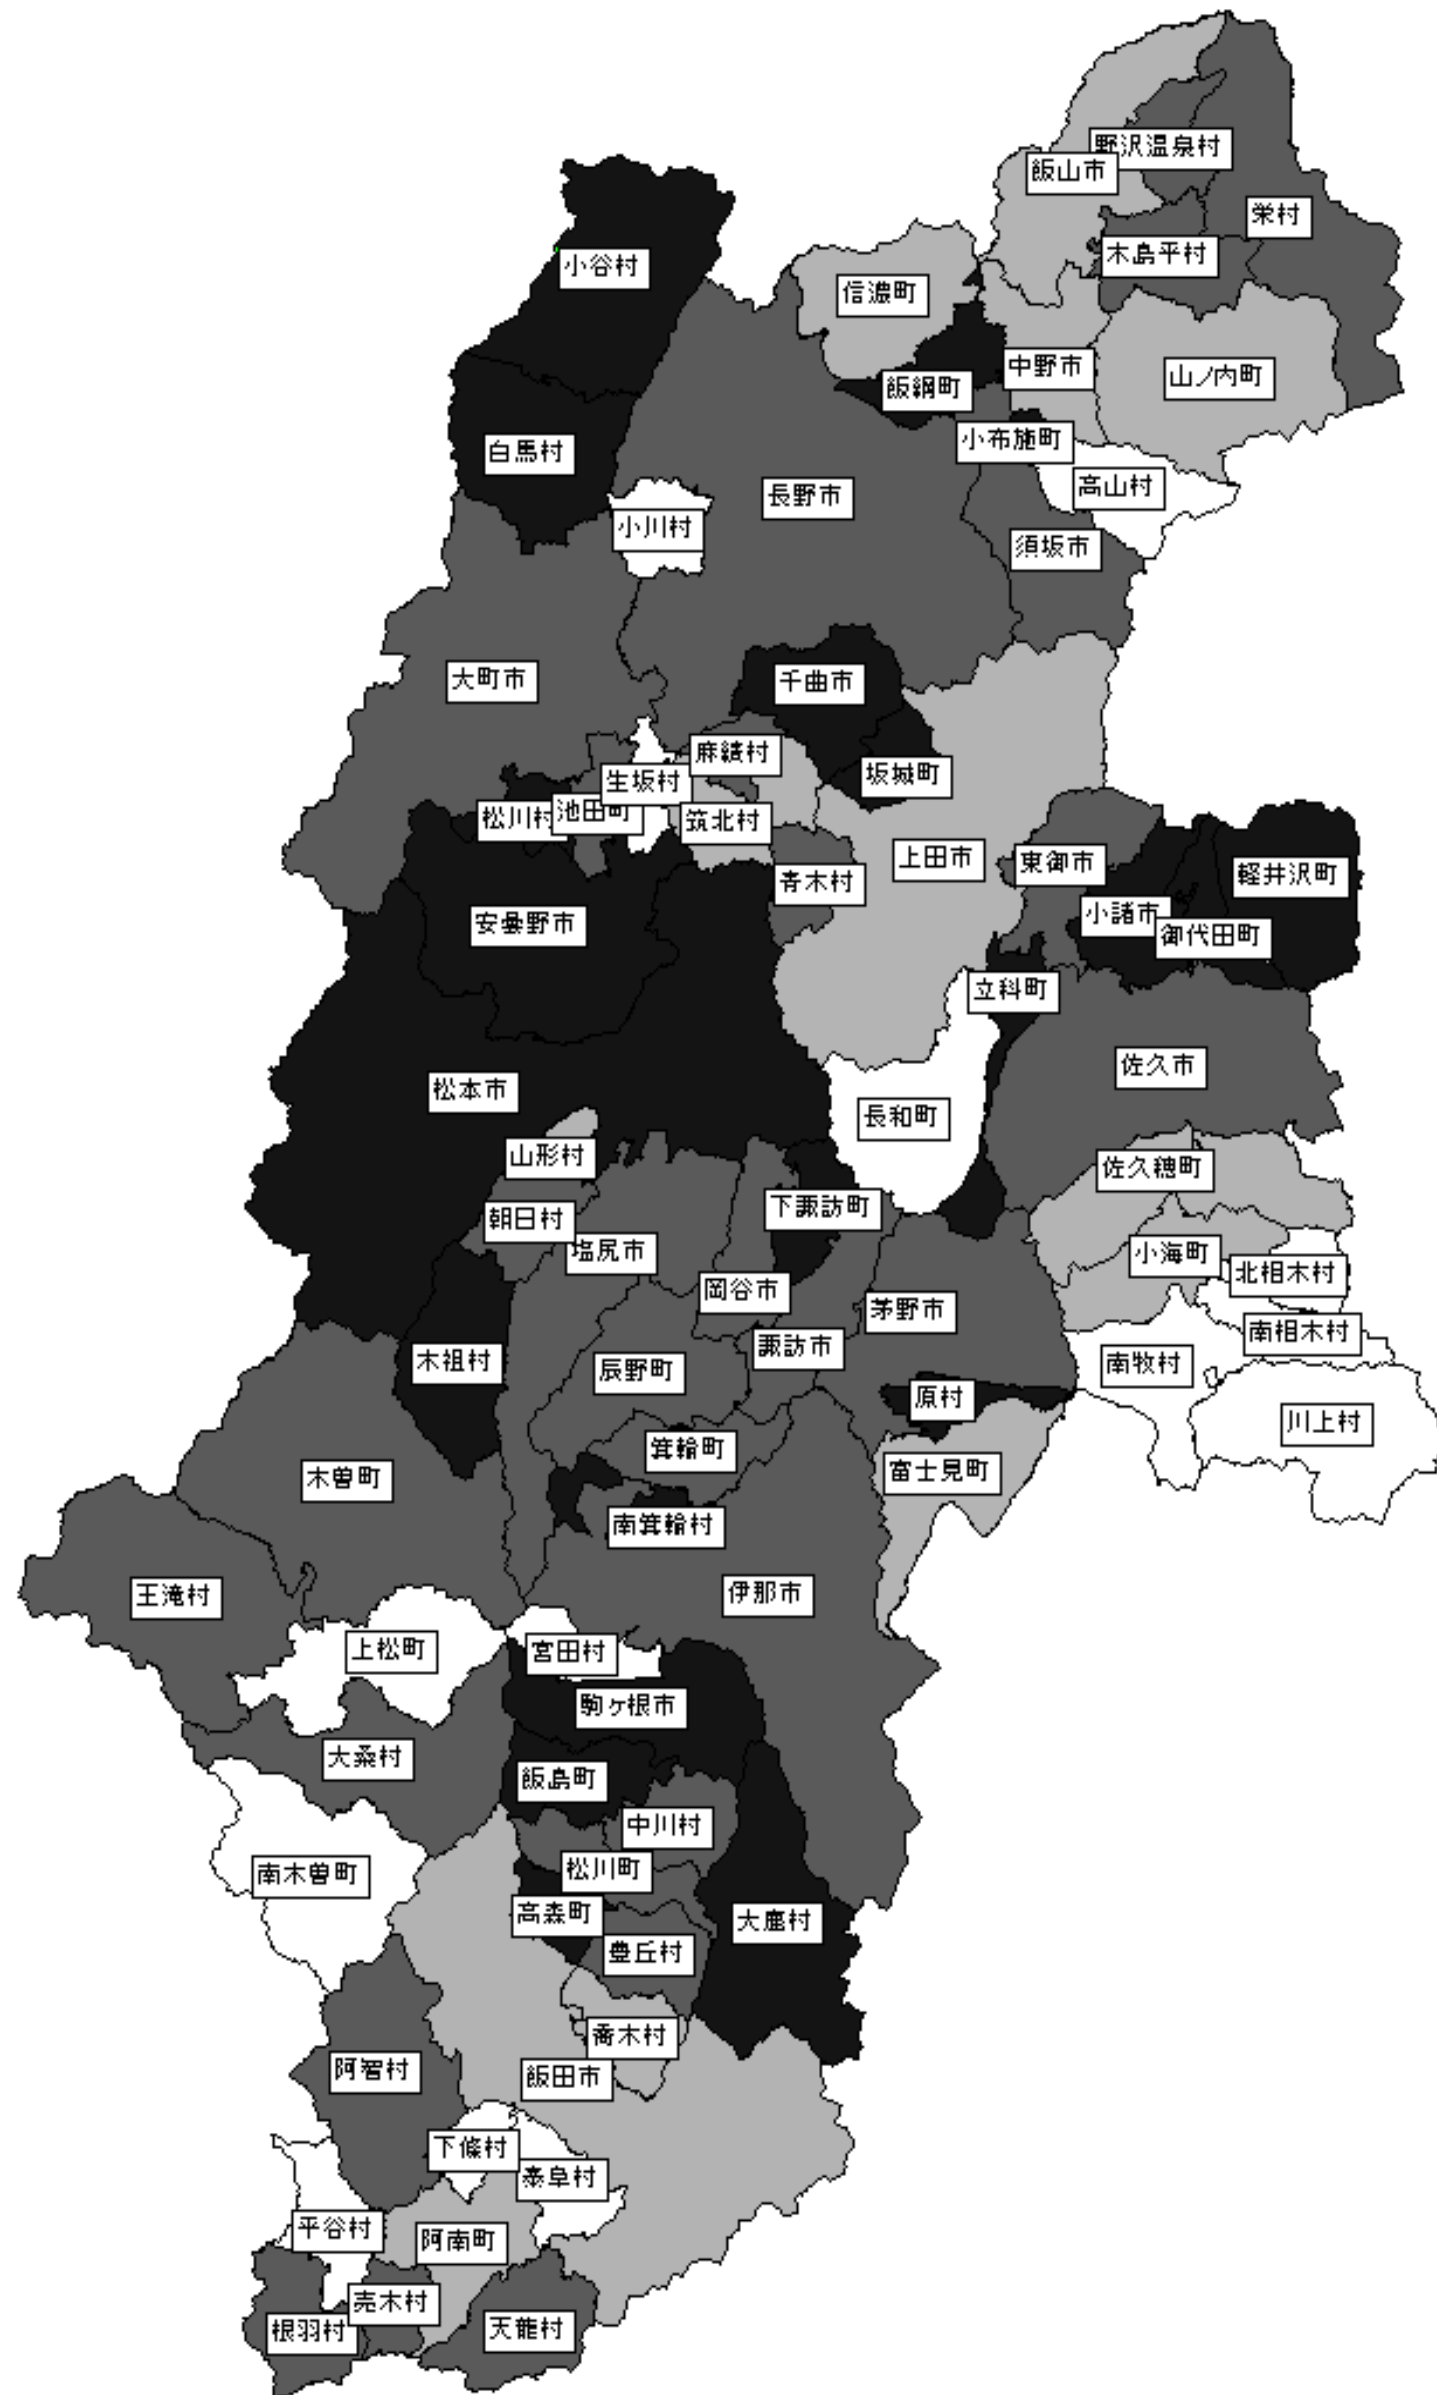 野沢温泉村
飯山市
栄村
木島平村
小谷村
信濃町
中野市
山ノ内町
飯綱町
小布施町
白馬村
高山村
長野市
小川村
須坂市
大町市
千曲市
麻績村
坂城町
生坂村
池田町
松川村
筑北村
上田市
東御市
軽井沢町
青木村
小諸市
安曇野市
御代田町
立科町
佐久市
松本市
長和町
山形村
佐久穂町
下諏訪町
朝日村
塩尻市
小海町
北相木村
岡谷市
茅野市
南相木村
諏訪市
木祖村
南牧村
辰野町
原村
川上村
箕輪町
富士見町
木曽町
南箕輪村
王滝村
伊那市
上松町
宮田村
駒ヶ根市
大桑村
飯島町
中川村
松川町
南木曽町
高森町
大鹿村
豊丘村
喬木村
阿智村
飯田市
下條村
泰阜村
平谷村
阿南町
売木村
根羽村
天龍村